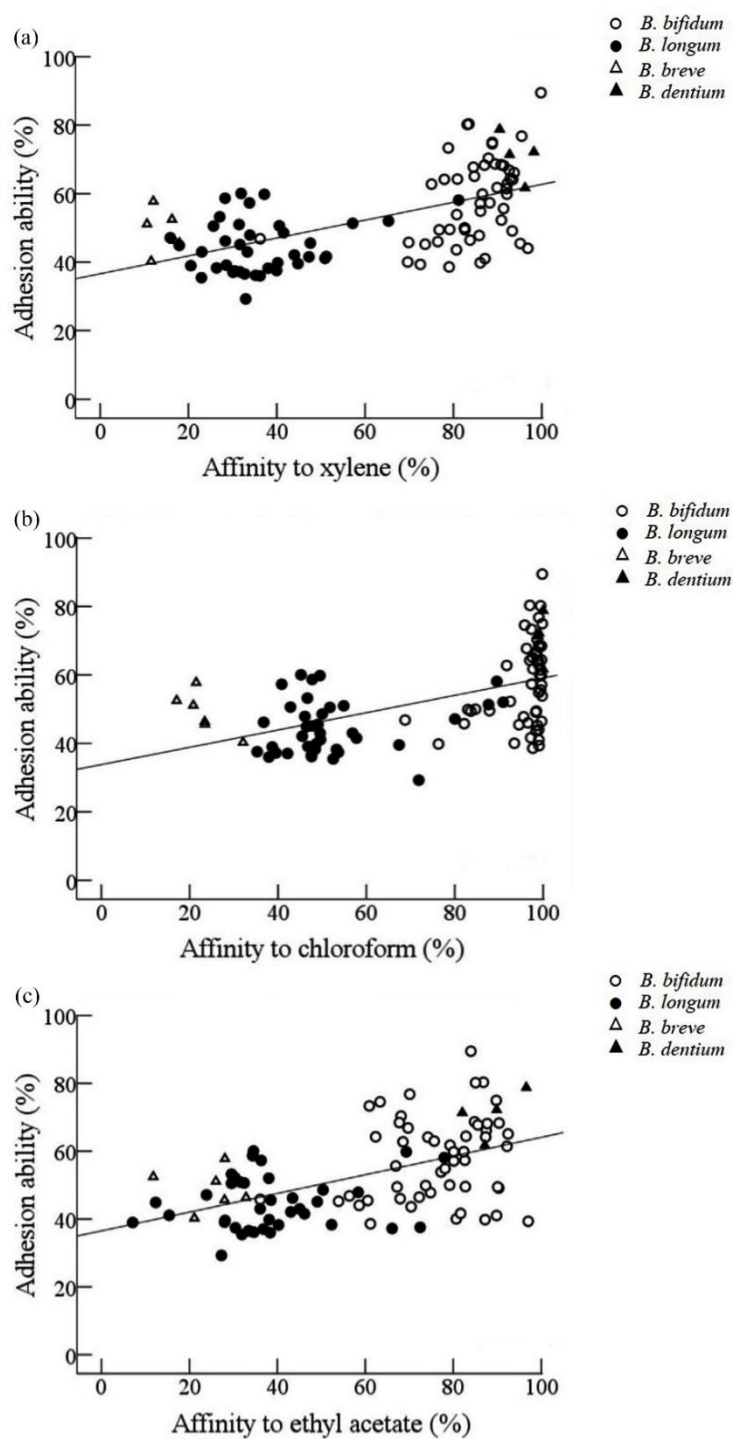 (a)
○ B. bifidum
● B. longum
△ B. breve
▲ B. dentium
Adhesion ability (%)
100
80
60
40
20
0
0 20 40 60 80 100
Affinity to xylene (%)
(b)
○ B. bifidum
● B. longum
△ B. breve
▲ B. dentium
Adhesion ability (%)
100
80
60
40
20
0
0 20 40 60 80 100
Affinity to chloroform (%)
(c)
○ B. bifidum
● B. longum
△ B. breve
▲ B. dentium
Adhesion ability (%)
100
80
60
40
20
0
0 20 40 60 80 100
Affinity to ethyl acetate (%)